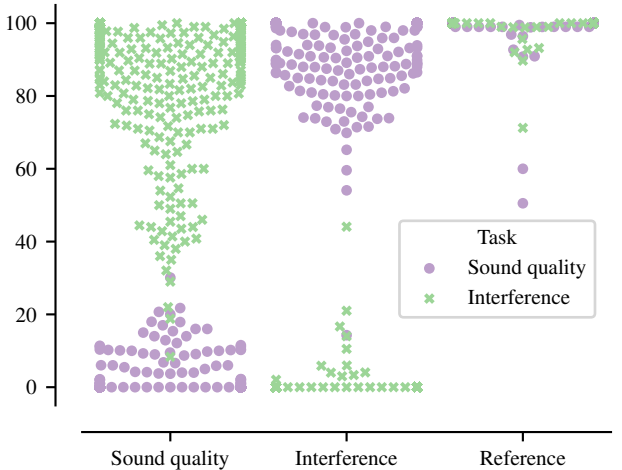 100
80
60
40
20
0
Task
Sound quality
Interference
Sound quality
Interference
Reference